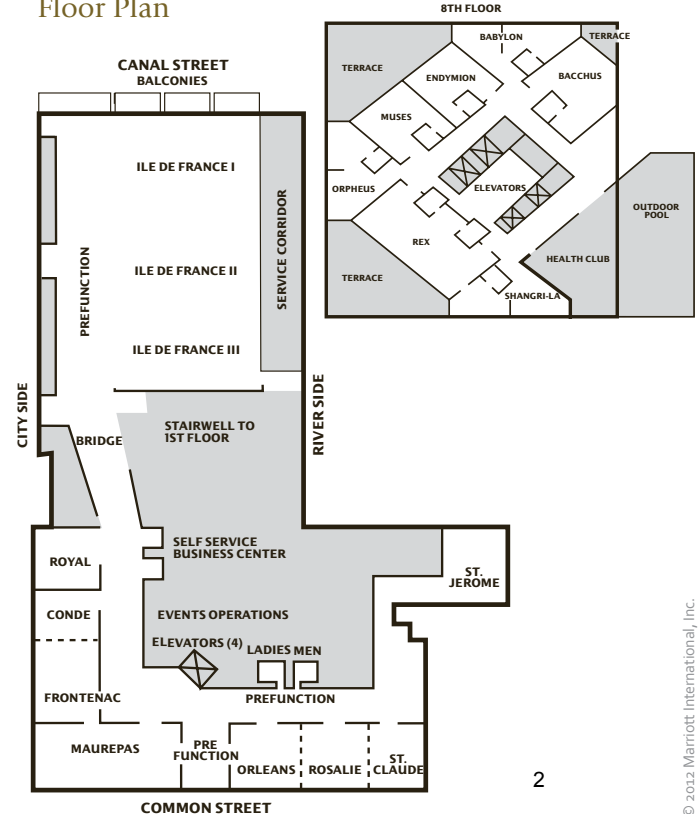 Floor Plan
8TH FLOOR
BABYLON
TERRACE
TERRACE
ENDYMION
BACCHUS
MUSES
ORPHEUS
ELEVATORS
OUTDOOR
POOL
REX
HEALTH CLUB
TERRACE
SHANGRI-LA
CANAL STREET
BALCONIES
ILE DE FRANCE I
SERVICE CORRIDOR
PREFUNCTION
ILE DE FRANCE II
ILE DE FRANCE III
CITY SIDE
RIVER SIDE
STAIRWELL TO
1ST FLOOR
BRIDGE
SELF SERVICE
BUSINESS CENTER
ROYAL
ST.
JEROME
CONDE
EVENTS OPERATIONS
ELEVATORS (4)
LADIES MEN
FRONTENAC
PREFUNCTION
MAUREPAS
PRE
FUNCTION
ORLEANS
ROSALIE
ST.
CLAUDE
COMMON STREET
2
© 2012 Marriott International, Inc.